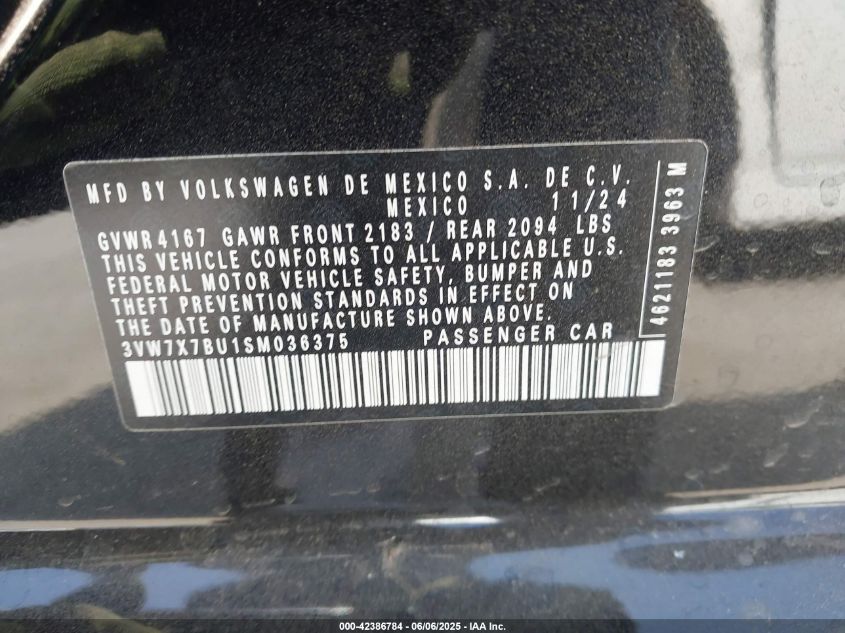 MFD BY VOLKSWAGEN DE MEXICO S.A. DE C.V.
MEXICO 11/24
GVWR 4167 GAWR FRONT 2183 / REAR 2094 LBS
THIS VEHICLE CONFORMS TO ALL APPLICABLE U.S.
FEDERAL MOTOR VEHICLE SAFETY, BUMPER AND
THEFT PREVENTION STANDARDS IN EFFECT ON
THE DATE OF MANUFACTURE SHOWN ABOVE.
3VW7X7BU1SM036375 PASSENGER CAR
4621183 3963 M
000-42386784 - 06/06/2025 - IAA Inc.